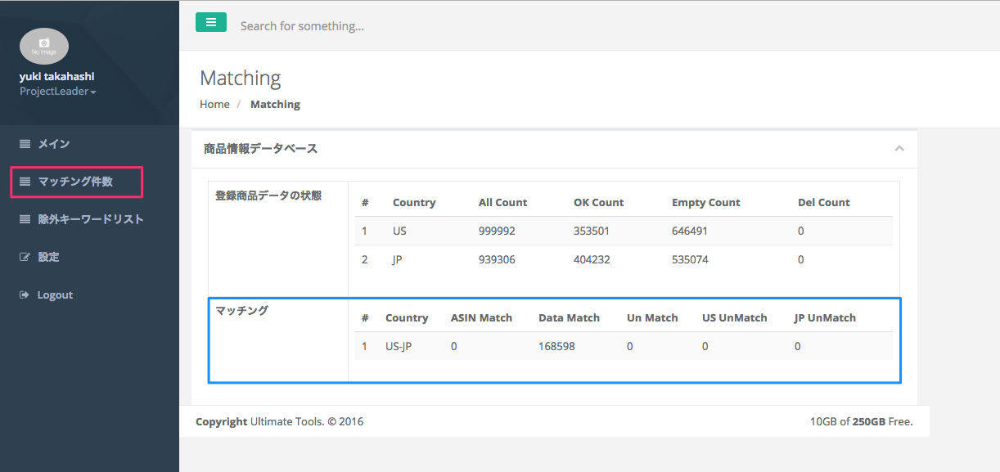 No Image
yuki takahashi
ProjectLeader
メイン
マッチング件数
除外キーワードリスト
設定
Logout
Search for something...
Matching
Home / Matching
商品情報データベース
登録商品データの状態
# Country All Count OK Count Empty Count Del Count
1 US 999992 353501 646491 0
2 JP 939306 404232 535074 0
マッチング
# Country ASIN Match Data Match Un Match US UnMatch JP UnMatch
1 US-JP 0 168598 0 0 0
Copyright Ultimate Tools. © 2016
10GB of 250GB Free.